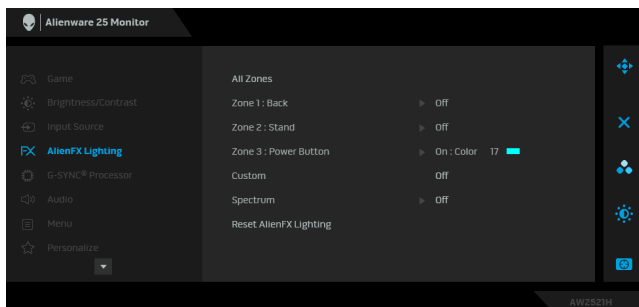 Alienware 25 Monitor
Game
Brightness/Contrast
Input Source
AlienFX Lighting
G-SYNC® Processor
Audio
Menu
Personalize
All Zones
Zone 1 : Back Off
Zone 2 : Stand Off
Zone 3 : Power Button On : Color 17
Custom Off
Spectrum Off
Reset AlienFX Lighting
AW2521H